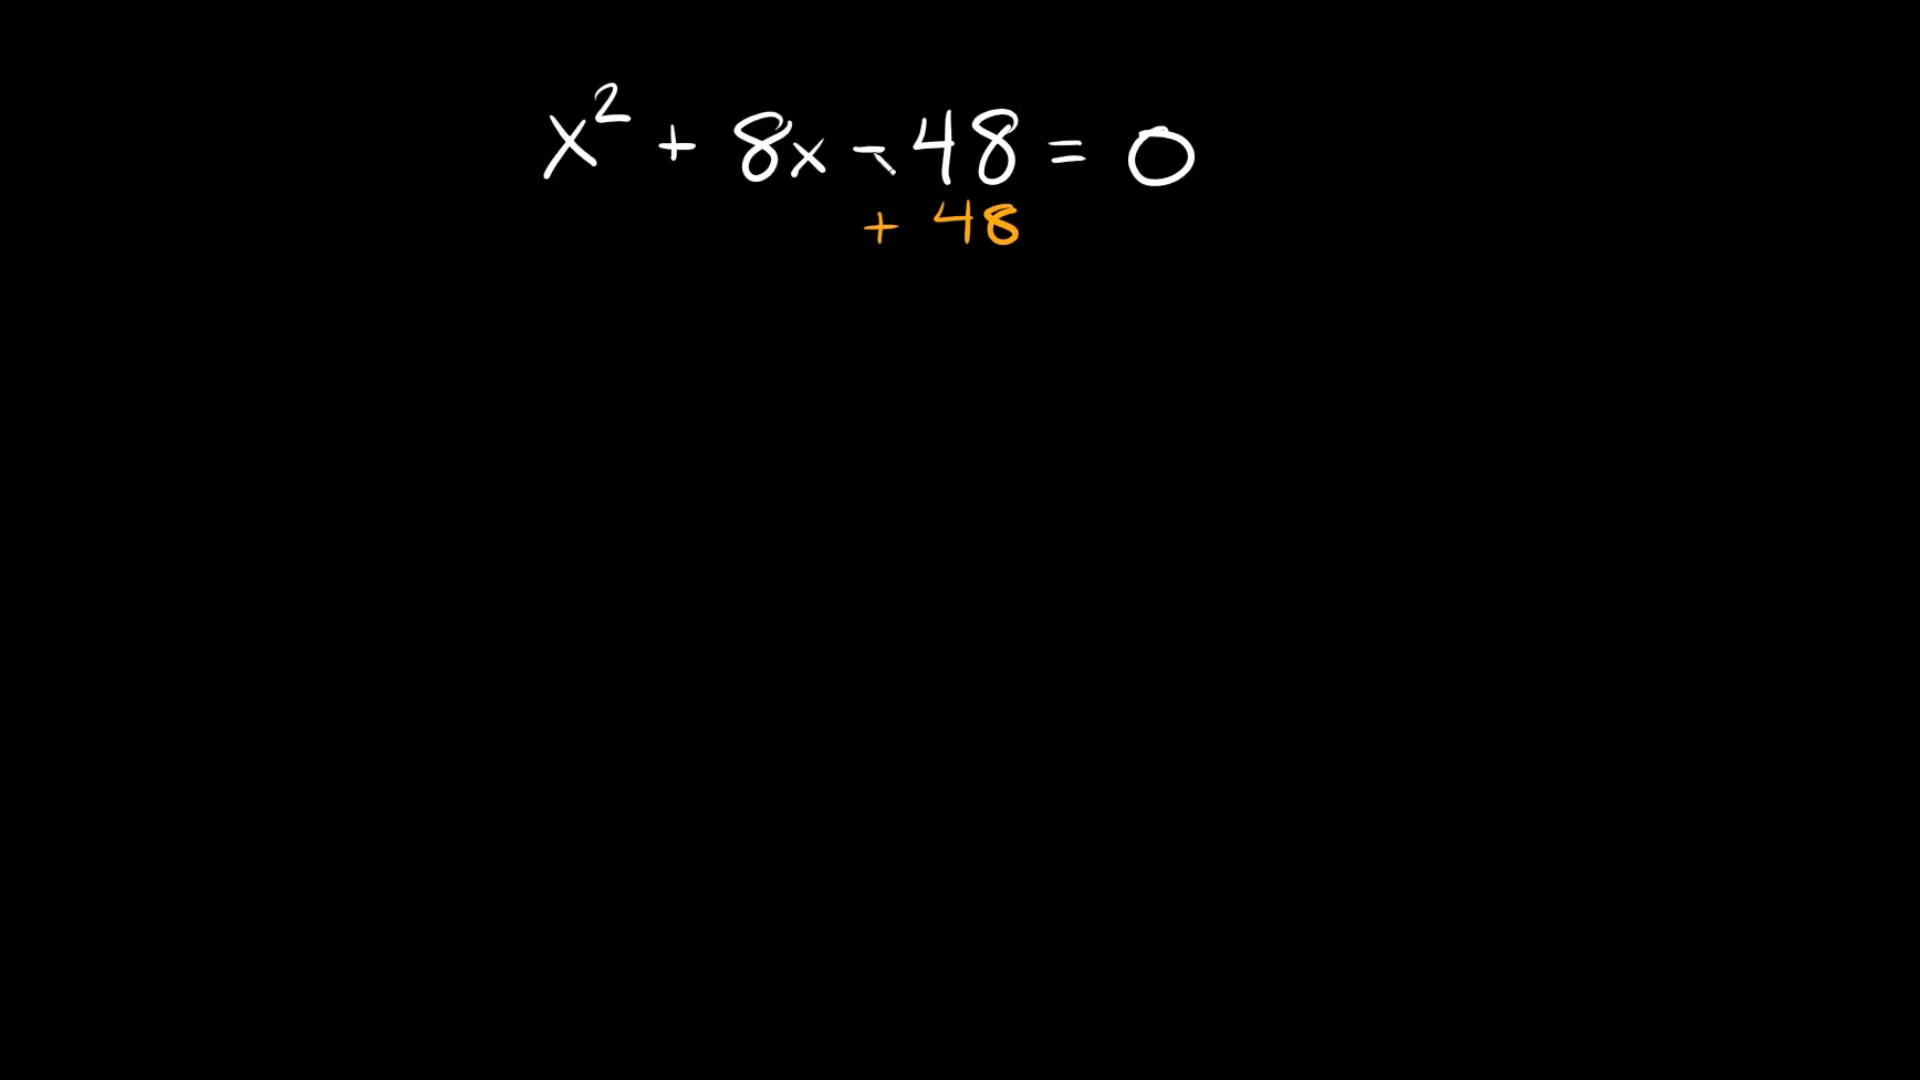 x² + 8x - 48 = 0
+ 48